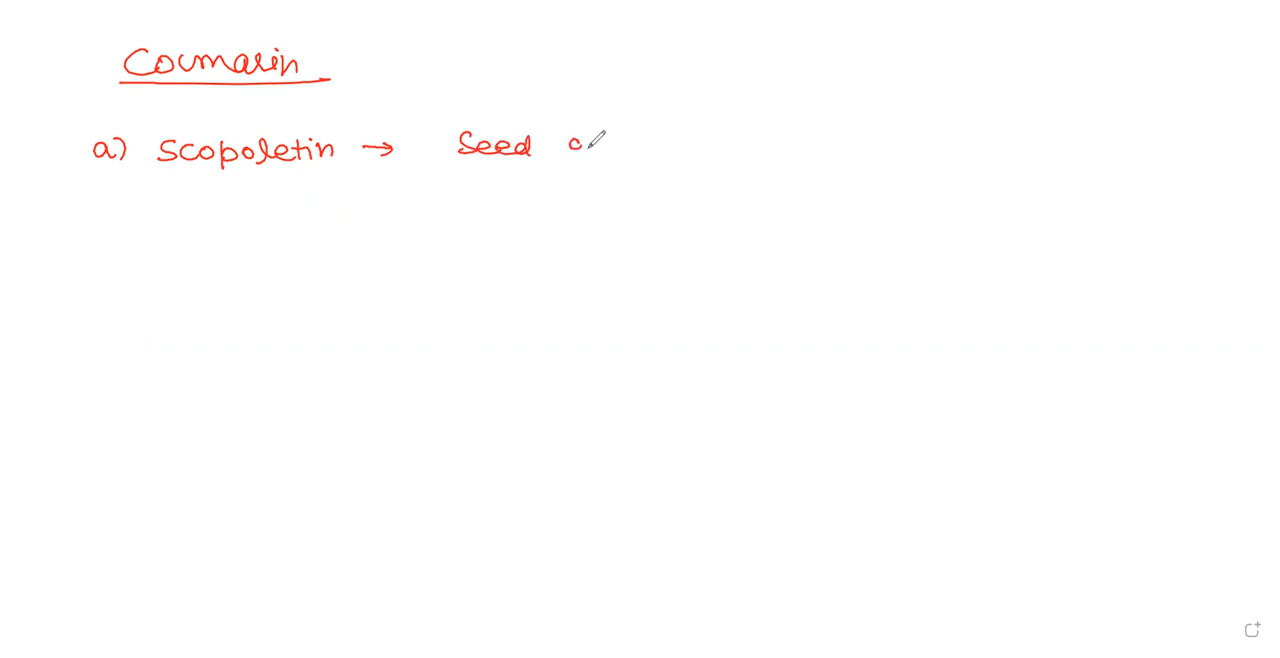 Coumarin
a) Scopoletin → Seed o